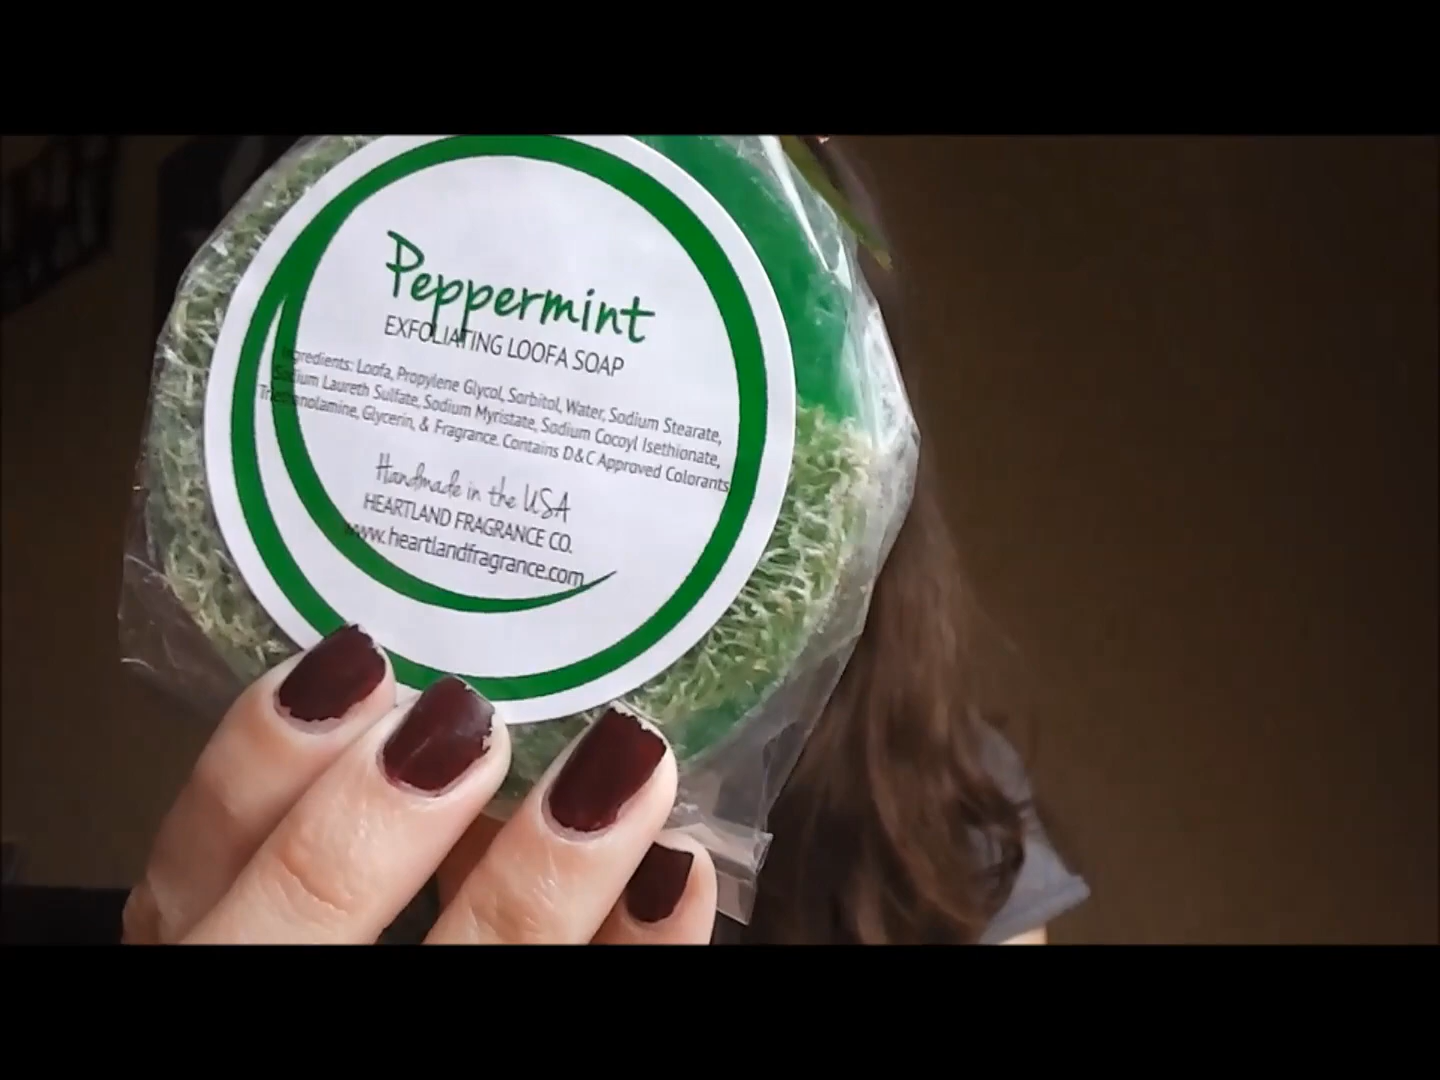 Peppermint
EXFOLIATING LOOFA SOAP
Ingredients: Loofa, Propylene Glycol, Sorbitol, Water, Sodium Stearate,
Sodium Laureth Sulfate, Sodium Myristate, Sodium Cocoyl Isethionate,
Triethanolamine, Glycerin, & Fragrance. Contains D&C Approved Colorants
Handmade in the USA
HEARTLAND FRAGRANCE CO.
www.heartlandfragrance.com